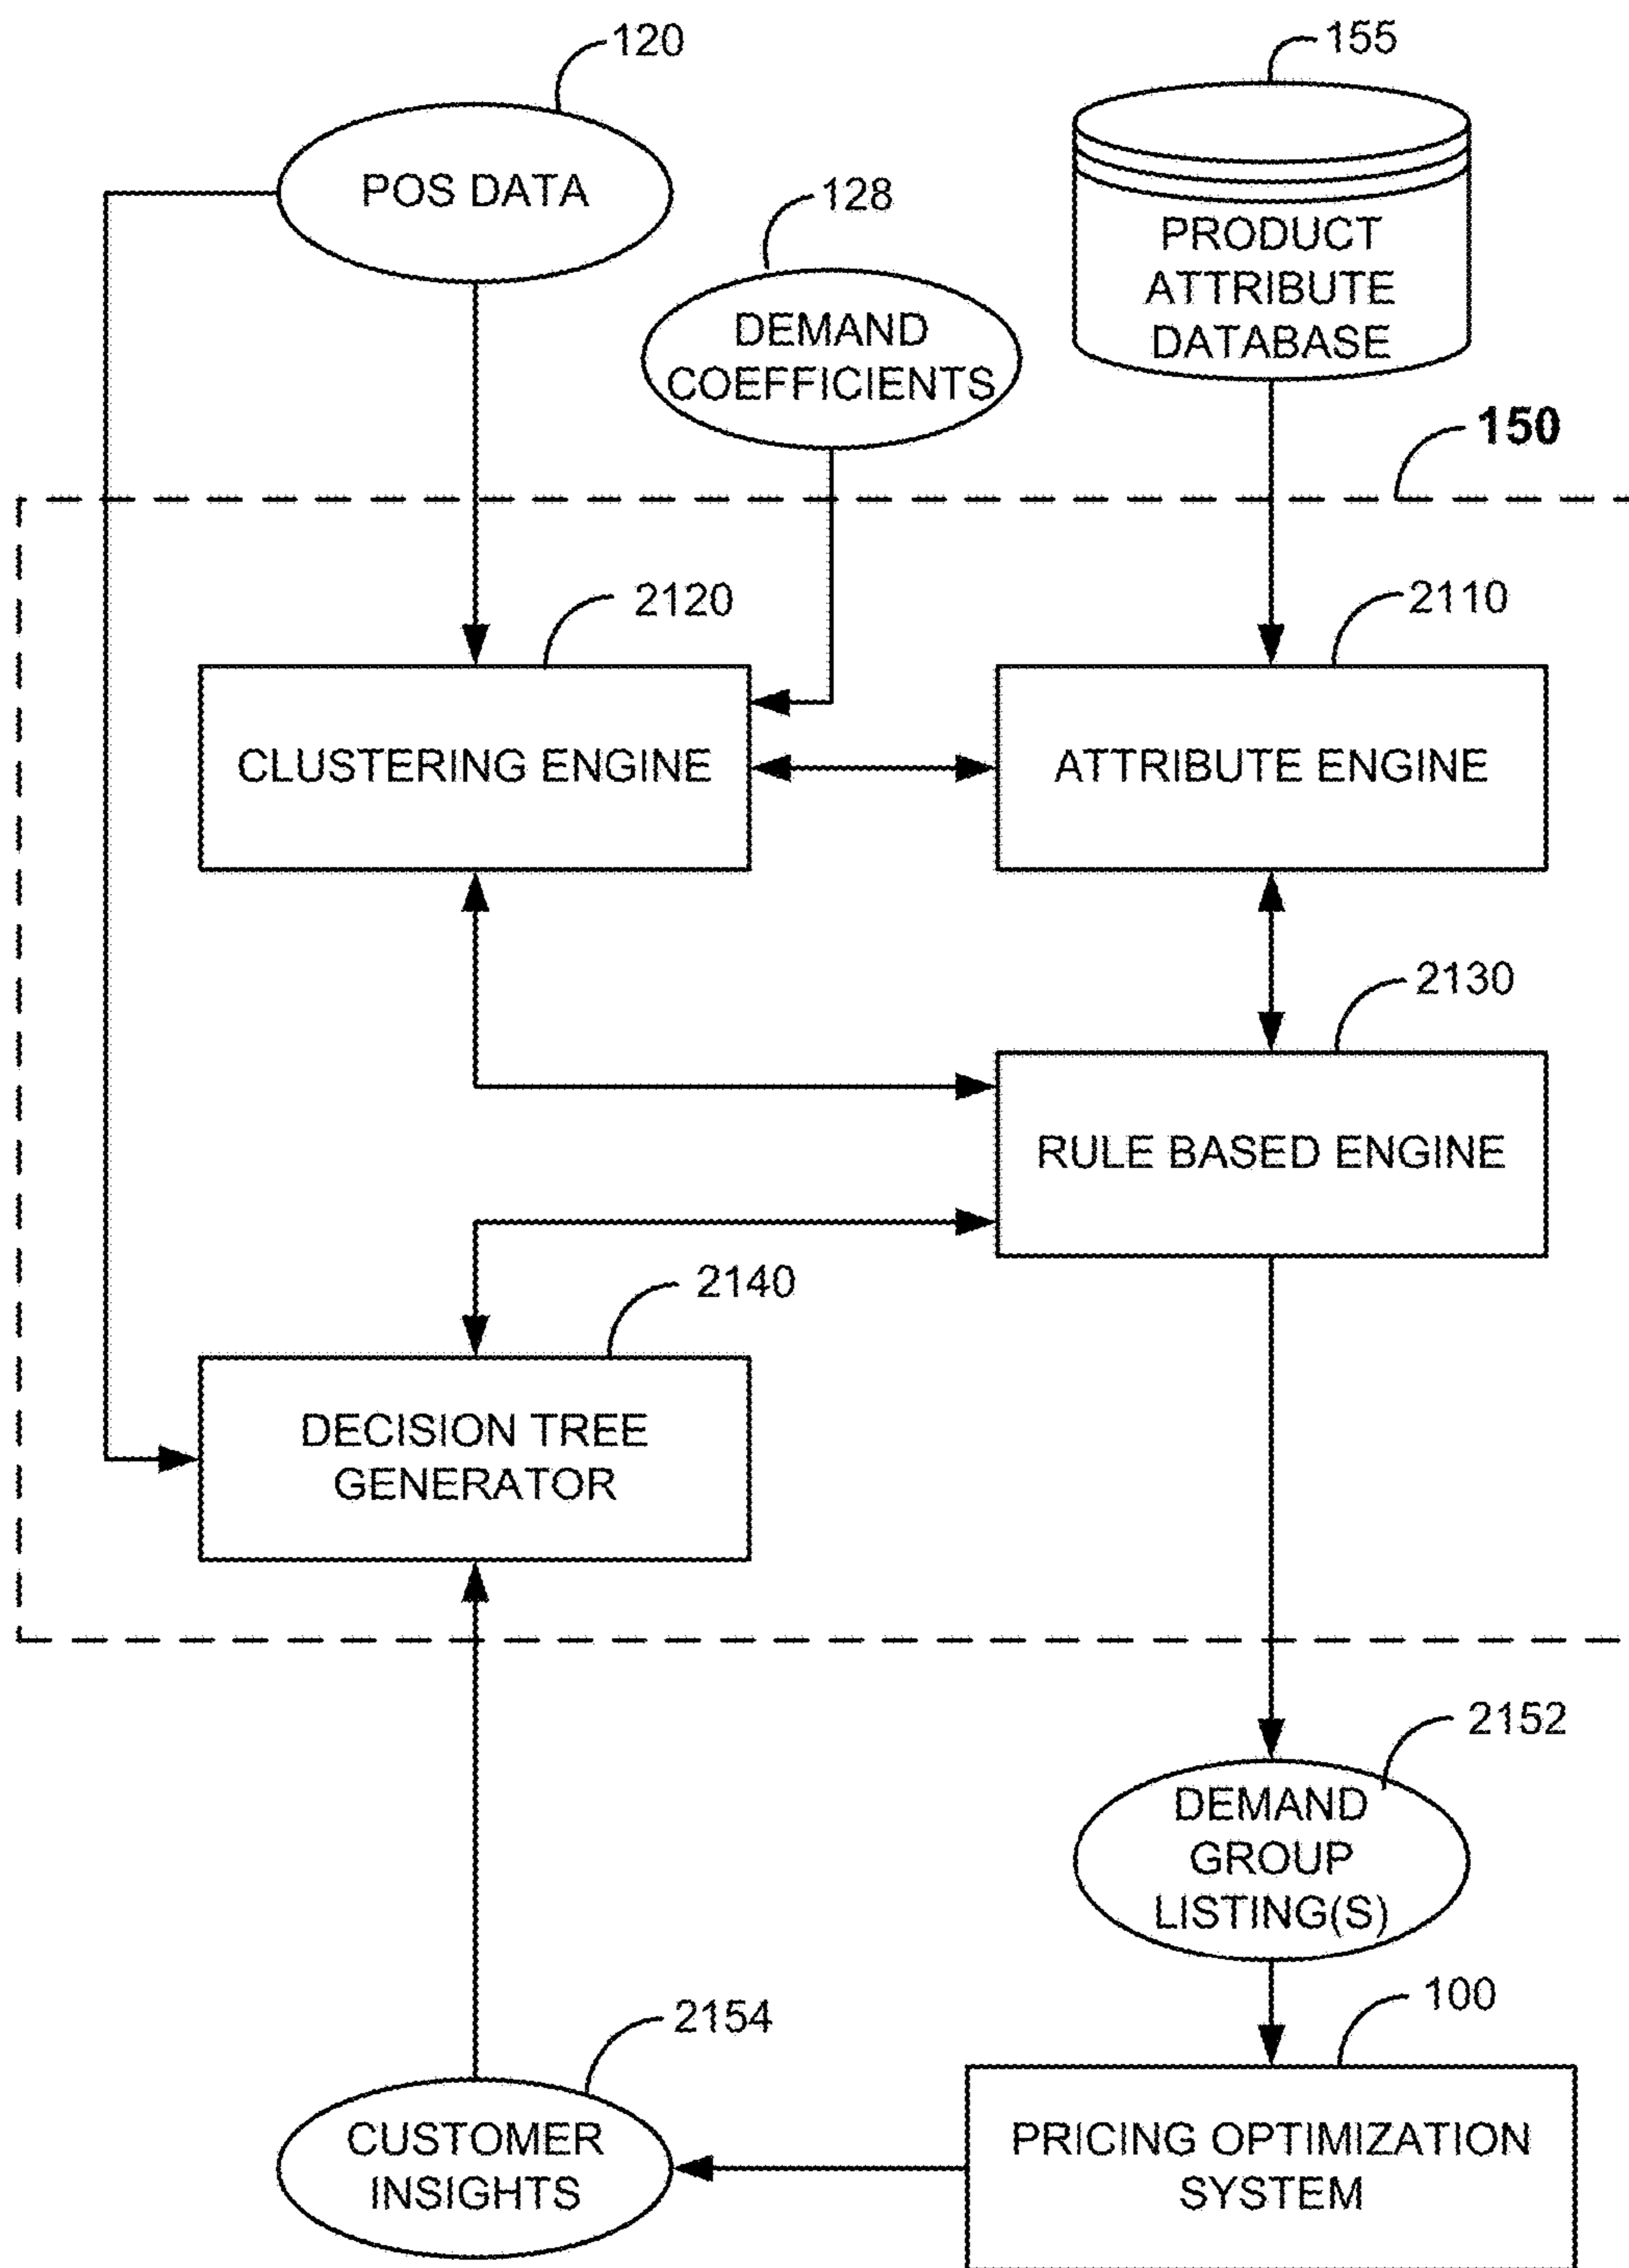 120
155
POS DATA
128
PRODUCT
ATTRIBUTE
DATABASE
DEMAND
COEFFICIENTS
150
2120
2110
CLUSTERING ENGINE
ATTRIBUTE ENGINE
2130
RULE BASED ENGINE
2140
DECISION TREE
GENERATOR
2152
DEMAND
GROUP
LISTING(S)
100
2154
CUSTOMER
INSIGHTS
PRICING OPTIMIZATION
SYSTEM